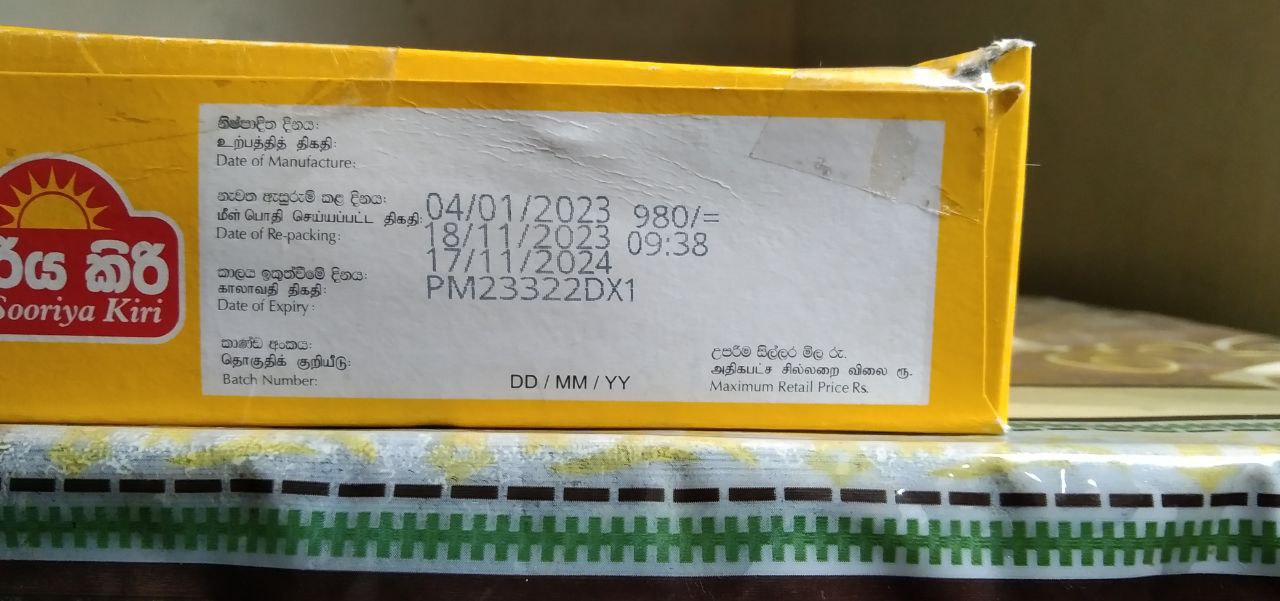 නිෂ්පාදිත දිනය:
உற்பத்தித் திகதி:
Date of Manufacture:
නැවත ඇසුරුම් කළ දිනය:
மீள் பொதி செய்யப்பட்ட திகதி:
Date of Re-packing:
04/01/2023 980/=
18/11/2023 09:38
17/11/2024
PM23322DX1
කාලය ඉකුත්වීමේ දිනය:
காலாவதி திகதி:
Date of Expiry:
කාණ්ඩ අංකය:
தொகுதிக் குறியீடு:
Batch Number:
DD / MM / YY
උපරිම සිල්ලර මිල රු.
அதிகபட்ச சில்லறை விலை ரூ.
Maximum Retail Price Rs.
කිරි
Sooriya Kiri